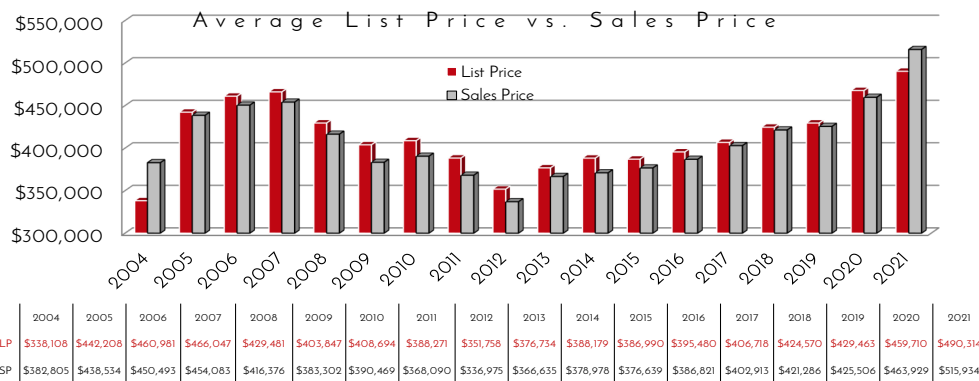 Average List Price vs. Sales Price
$550,000
$500,000
$450,000
$400,000
$350,000
$300,000
List Price
Sales Price
2004 2005 2006 2007 2008 2009 2010 2011 2012 2013 2014 2015 2016 2017 2018 2019 2020 2021
2004 2005 2006 2007 2008 2009 2010 2011 2012 2013 2014 2015 2016 2017 2018 2019 2020 2021
LP $338,108 $442,208 $460,981 $466,047 $429,481 $403,847 $408,694 $388,271 $351,758 $376,734 $388,179 $386,990 $395,480 $406,718 $424,570 $429,463 $459,710 $490,314
SP $382,805 $438,534 $450,493 $454,083 $416,376 $383,302 $390,469 $368,090 $336,975 $366,635 $378,978 $376,639 $386,821 $402,913 $421,286 $425,506 $463,929 $515,934